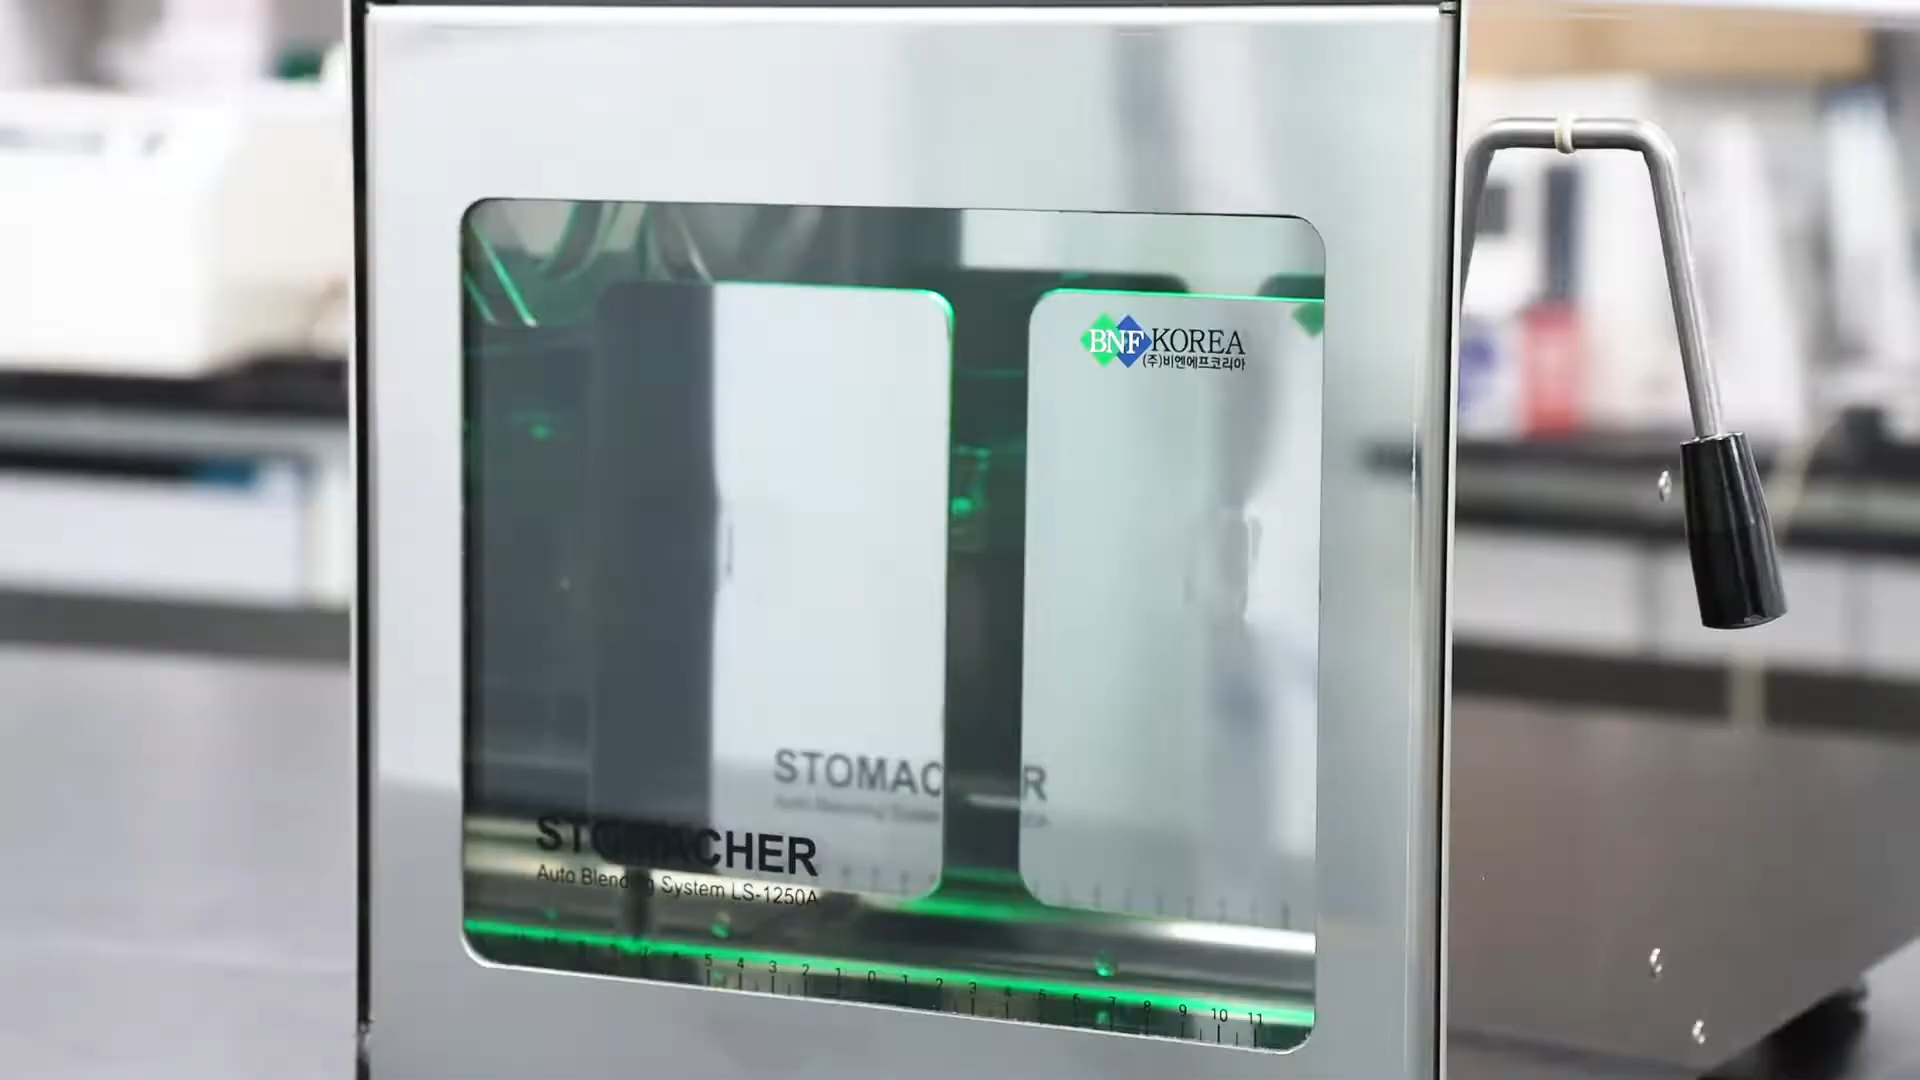 BNF KOREA
(주)비엔에프코리아
STOMACHER
STOMACHER
Auto Blending System LS-1250A
5 4 3 2 1 0 1 2 3 4 5 6 7 8 9 10 11